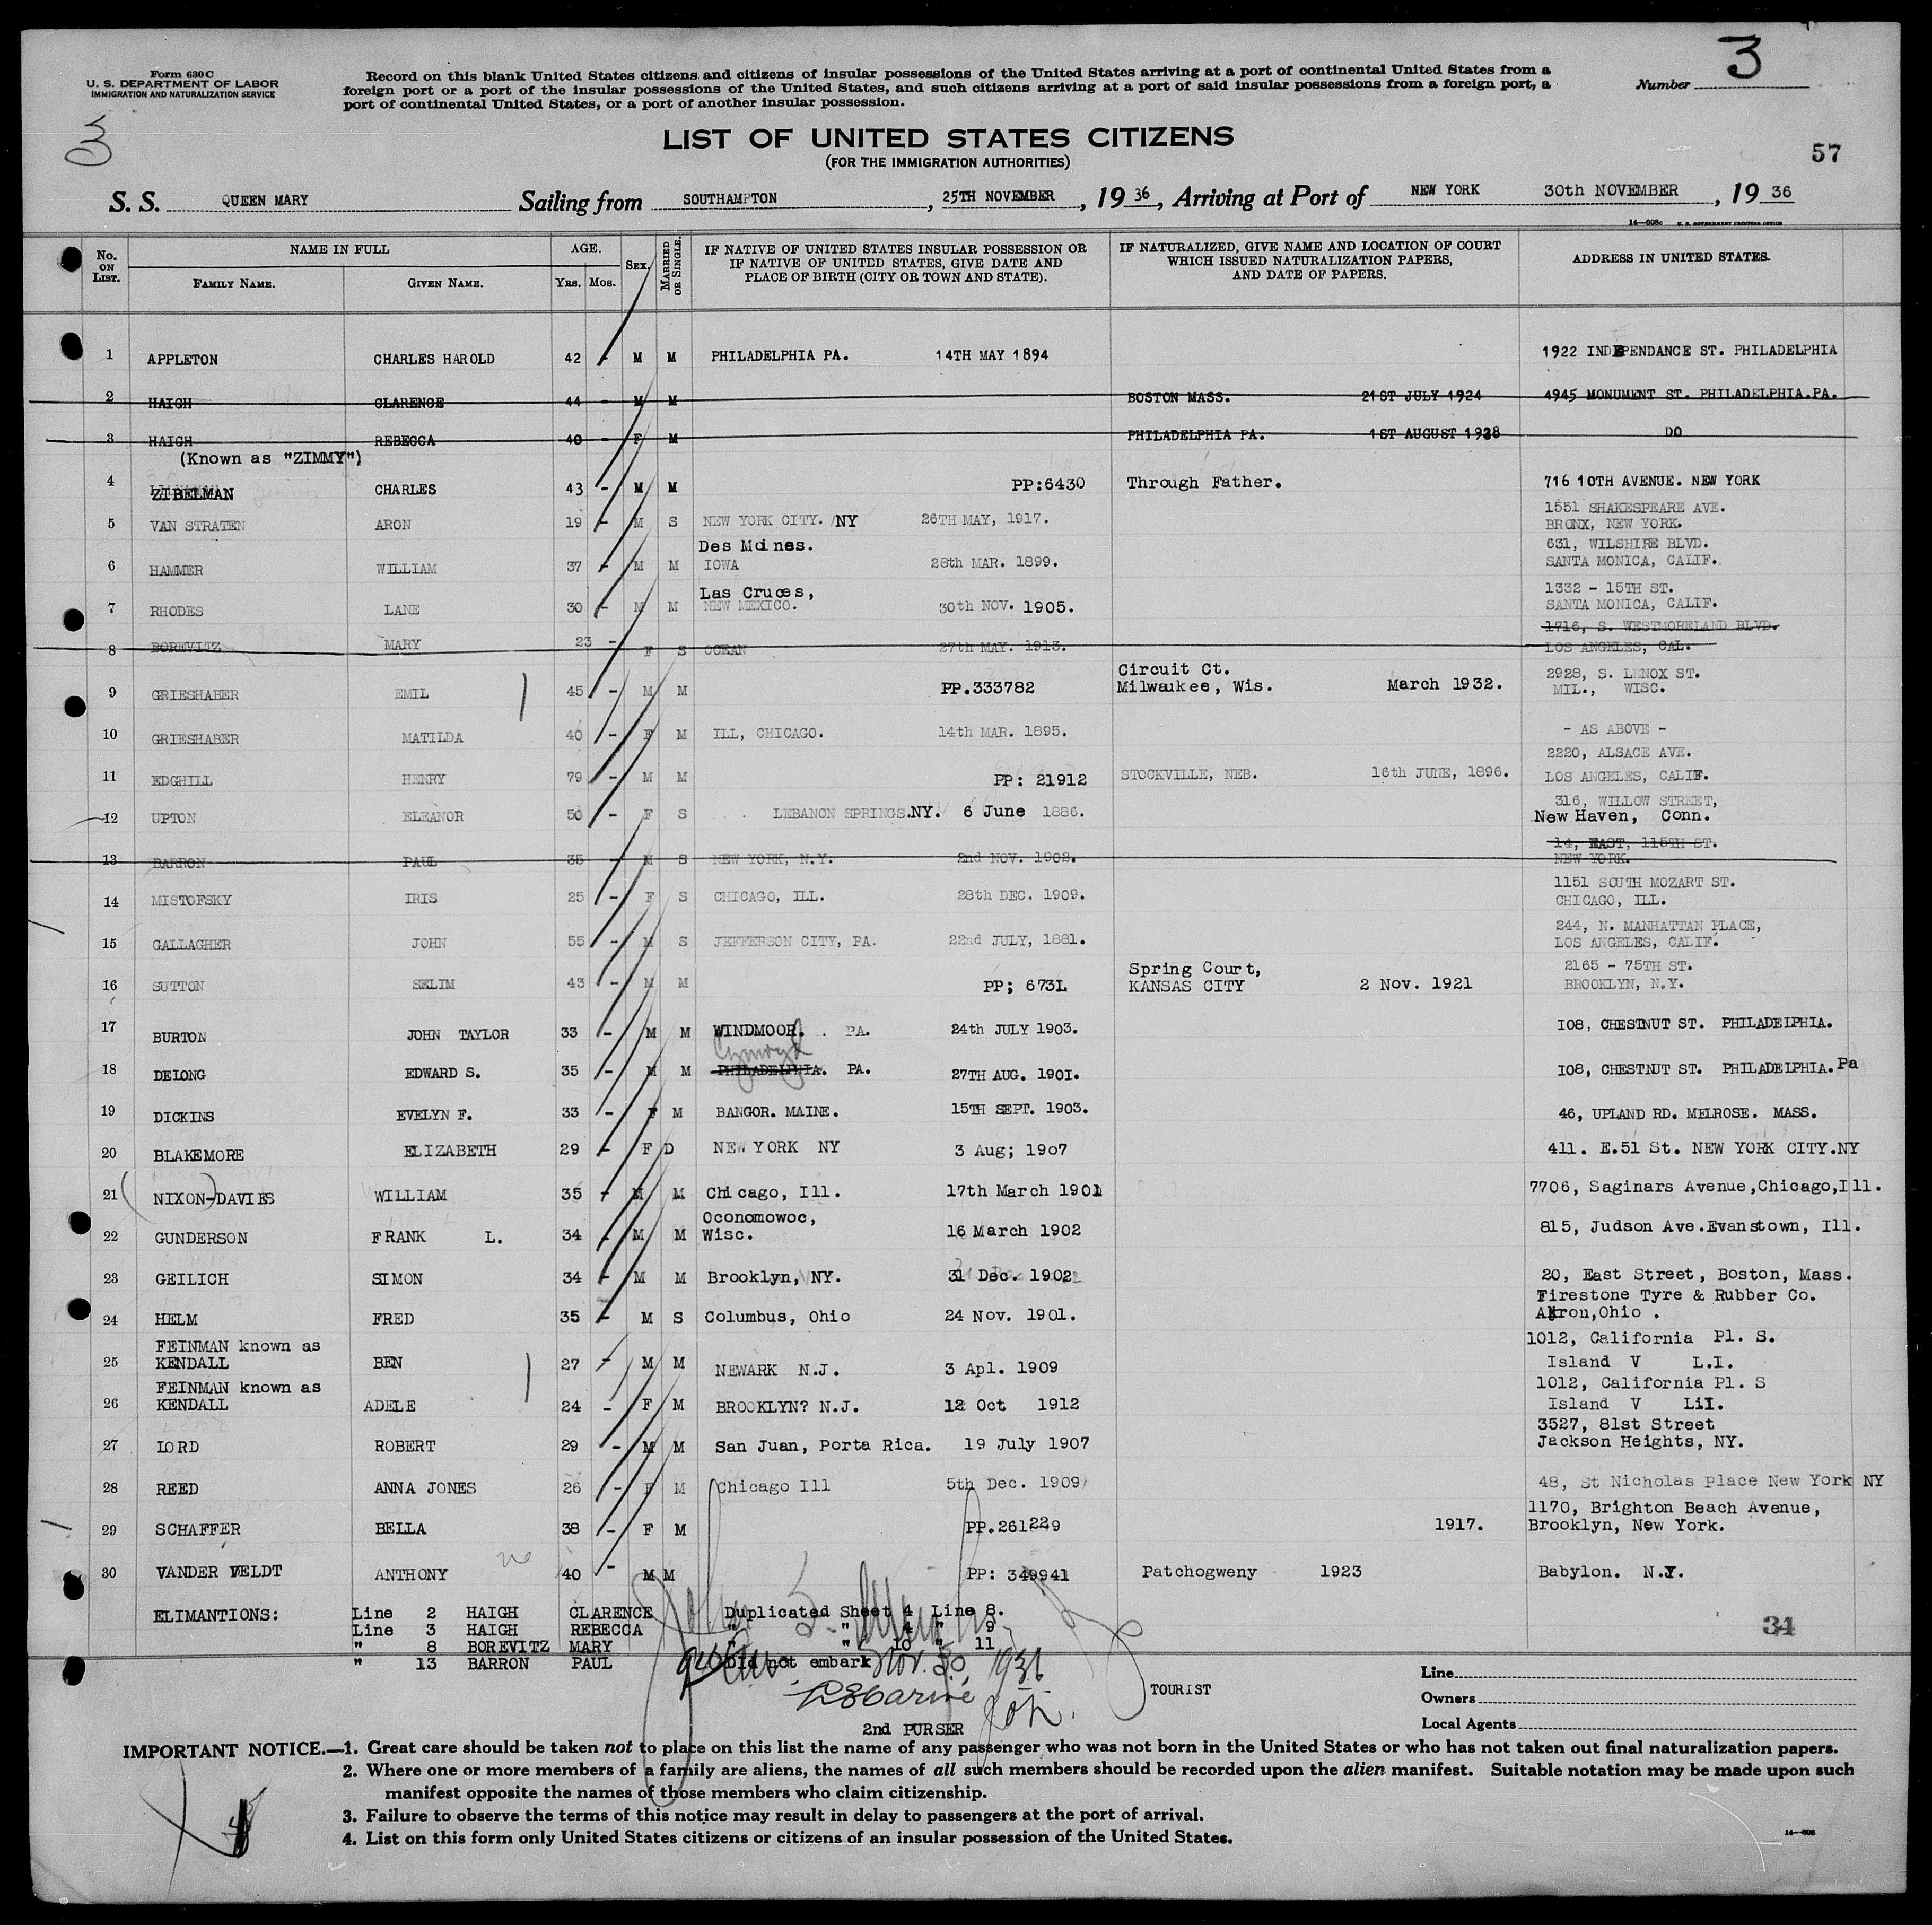 Form 630C
U. S. DEPARTMENT OF LABOR
IMMIGRATION AND NATURALIZATION SERVICE
Record on this blank United States citizens and citizens of insular possessions of the United States arriving at a port of continental United States from a
foreign port or a port of the insular possessions of the United States, and such citizens arriving at a port of said insular possessions from a foreign port, a
port of continental United States, or a port of another insular possession.
Number 3
3
LIST OF UNITED STATES CITIZENS
(FOR THE IMMIGRATION AUTHORITIES)
57
S. S. QUEEN MARY Sailing from SOUTHAMPTON, 25TH NOVEMBER, 19 36, Arriving at Port of NEW YORK 30th NOVEMBER, 19 36
14—608c U. S. GOVERNMENT PRINTING OFFICE
No. ON LIST. NAME IN FULL AGE. SEX. MARRIED OR SINGLE. IF NATIVE OF UNITED STATES INSULAR POSSESSION OR IF NATIVE OF UNITED STATES, GIVE DATE AND PLACE OF BIRTH (CITY OR TOWN AND STATE). IF NATURALIZED, GIVE NAME AND LOCATION OF COURT WHICH ISSUED NATURALIZATION PAPERS, AND DATE OF PAPERS. ADDRESS IN UNITED STATES.
FAMILY NAME. GIVEN NAME. YRS. MOS.
1 APPLETON CHARLES HAROLD 42 - M M PHILADELPHIA PA. 14TH MAY 1894 1922 INDEPENDANCE ST. PHILADELPHIA
2 HAIGH CLARENCE 44 - M M BOSTON MASS. 21ST JULY 1924 4945 MONUMENT ST. PHILADELPHIA.PA.
3 HAIGH REBECCA 40 - F M PHILADELPHIA PA. 1ST AUGUST 1928 DO
(Known as "ZIMMY")
4 ZIBELMAN CHARLES 43 - M M PP:6430 Through Father. 716 10TH AVENUE. NEW YORK
5 VAN STRATEN ARON 19 - M S NEW YORK CITY. NY 26TH MAY, 1917. 1551 SHAKESPEARE AVE.
BRONX, NEW YORK.
Des Moines. 631, WILSHIRE BLVD.
6 HAMMER WILLIAM 37 - M M IOWA 28th MAR. 1899. SANTA MONICA, CALIF.
Las Cruces, 1332 - 15TH ST.
7 RHODES LANE 30 - M M NEW MEXICO. 30th NOV. 1905. SANTA MONICA, CALIF.
1716, S. WESTMORELAND BLVD.
8 BOREVITZ MARY 23 - F S OCEAN 27th MAY. 1913. LOS ANGELES, CAL.
Circuit Ct. 2928, S. LENOX ST.
9 GRIESHABER EMIL 45 - M M PP.333782 Milwaukee, Wis. March 1932. MIL., WISC.
10 GRIESHABER MATILDA 40 - F M ILL, CHICAGO. 14th MAR. 1895. - AS ABOVE -
2220, ALSACE AVE.
11 EDGHILL HENRY 79 - M M PP: 21912 STOCKVILLE, NEB. 16th JUNE, 1896. LOS ANGELES, CALIF.
316, WILLOW STREET,
12 UPTON ELEANOR 50 - F S LEBANON SPRINGS.NY. 6 June 1886. New Haven, Conn.
14, EAST, 115TH ST.
13 BARRON PAUL 35 - M S NEW YORK, N.Y. 2nd NOV. 1902. NEW YORK.
1151 SOUTH MOZART ST.
14 MISTOFSKY IRIS 25 - F S CHICAGO, ILL. 28th DEC. 1909. CHICAGO, ILL.
244, N. MANHATTAN PLACE,
15 GALLAGHER JOHN 55 - M S JEFFERSON CITY, PA. 22nd JULY, 1881. LOS ANGELES, CALIF.
Spring Court, 2165 - 75TH ST.
16 SUTTON SELIM 43 - M M PP; 673L KANSAS CITY 2 Nov. 1921 BROOKLYN, N.Y.
17 BURTON JOHN TAYLOR 33 - M M WINDMOOR. PA. 24th JULY 1903. I08, CHESTNUT ST. PHILADELPHIA.
Cynwyd
18 DELONG EDWARD S. 35 - M M PHILADELPHIA. PA. 27TH AUG. 190I. I08, CHESTNUT ST. PHILADELPHIA. Pa
19 DICKINS EVELYN F. 33 - F M BANGOR. MAINE. 15TH SEPT. 1903. 46, UPLAND RD. MELROSE. MASS.
20 BLAKEMORE ELIZABETH 29 - F D NEW YORK NY 3 Aug; 1907 411. E.51 St. NEW YORK CITY.NY
21 (NIXON)-DAVIES WILLIAM 35 - M M Chicago, Ill. 17th March 1901 7706, Saginars Avenue,Chicago,Ill.
Oconomowoc,
22 GUNDERSON FRANK L. 34 - M M Wisc. 16 March 1902 815, Judson Ave.Evanstown, Ill.
23 GEILICH SIMON 34 - M M Brooklyn, NY. 31 Dec. 1902 20, East Street, Boston, Mass.
Firestone Tyre & Rubber Co.
24 HELM FRED 35 - M S Columbus, Ohio 24 Nov. 1901. Akron,Ohio .
FEINMAN known as 1012, California Pl. S.
25 KENDALL BEN 27 - M M NEWARK N.J. 3 Apl. 1909 Island V L.I.
FEINMAN known as 1012, California Pl. S
26 KENDALL ADELE 24 - F M BROOKLYN? N.J. 12 Oct 1912 Island V LiI.
3527, 81st Street
27 LORD ROBERT 29 - M M San Juan, Porta Rica. 19 July 1907 Jackson Heights, NY.
28 REED ANNA JONES 26 - F M Chicago Ill 5th Dec. 1909 48, St Nicholas Place New York NY
1170, Brighton Beach Avenue,
29 SCHAFFER BELLA 38 - F M PP.261229 1917. Brooklyn, New York.
no
30 VANDER VELDT ANTHONY 40 - M M PP: 349941 Patchogweny 1923 Babylon. N.Y.
ELIMANTIONS: Line 2 HAIGH CLARENCE Duplicated Sheet 4 Line 8.
Line 3 HAIGH REBECCA " " 4 " 9
" 8 BOREVITZ MARY " " 10 " 11
" 13 BARRON PAUL Did not embark
34
Nov. 30, 1936
TOURIST
2nd PURSER
Line
Owners
Local Agents
IMPORTANT NOTICE.—1. Great care should be taken not to place on this list the name of any passenger who was not born in the United States or who has not taken out final naturalization papers.
2. Where one or more members of a family are aliens, the names of all such members should be recorded upon the alien manifest. Suitable notation may be made upon such
manifest opposite the names of those members who claim citizenship.
3. Failure to observe the terms of this notice may result in delay to passengers at the port of arrival.
4. List on this form only United States citizens or citizens of an insular possession of the United States.
14—608